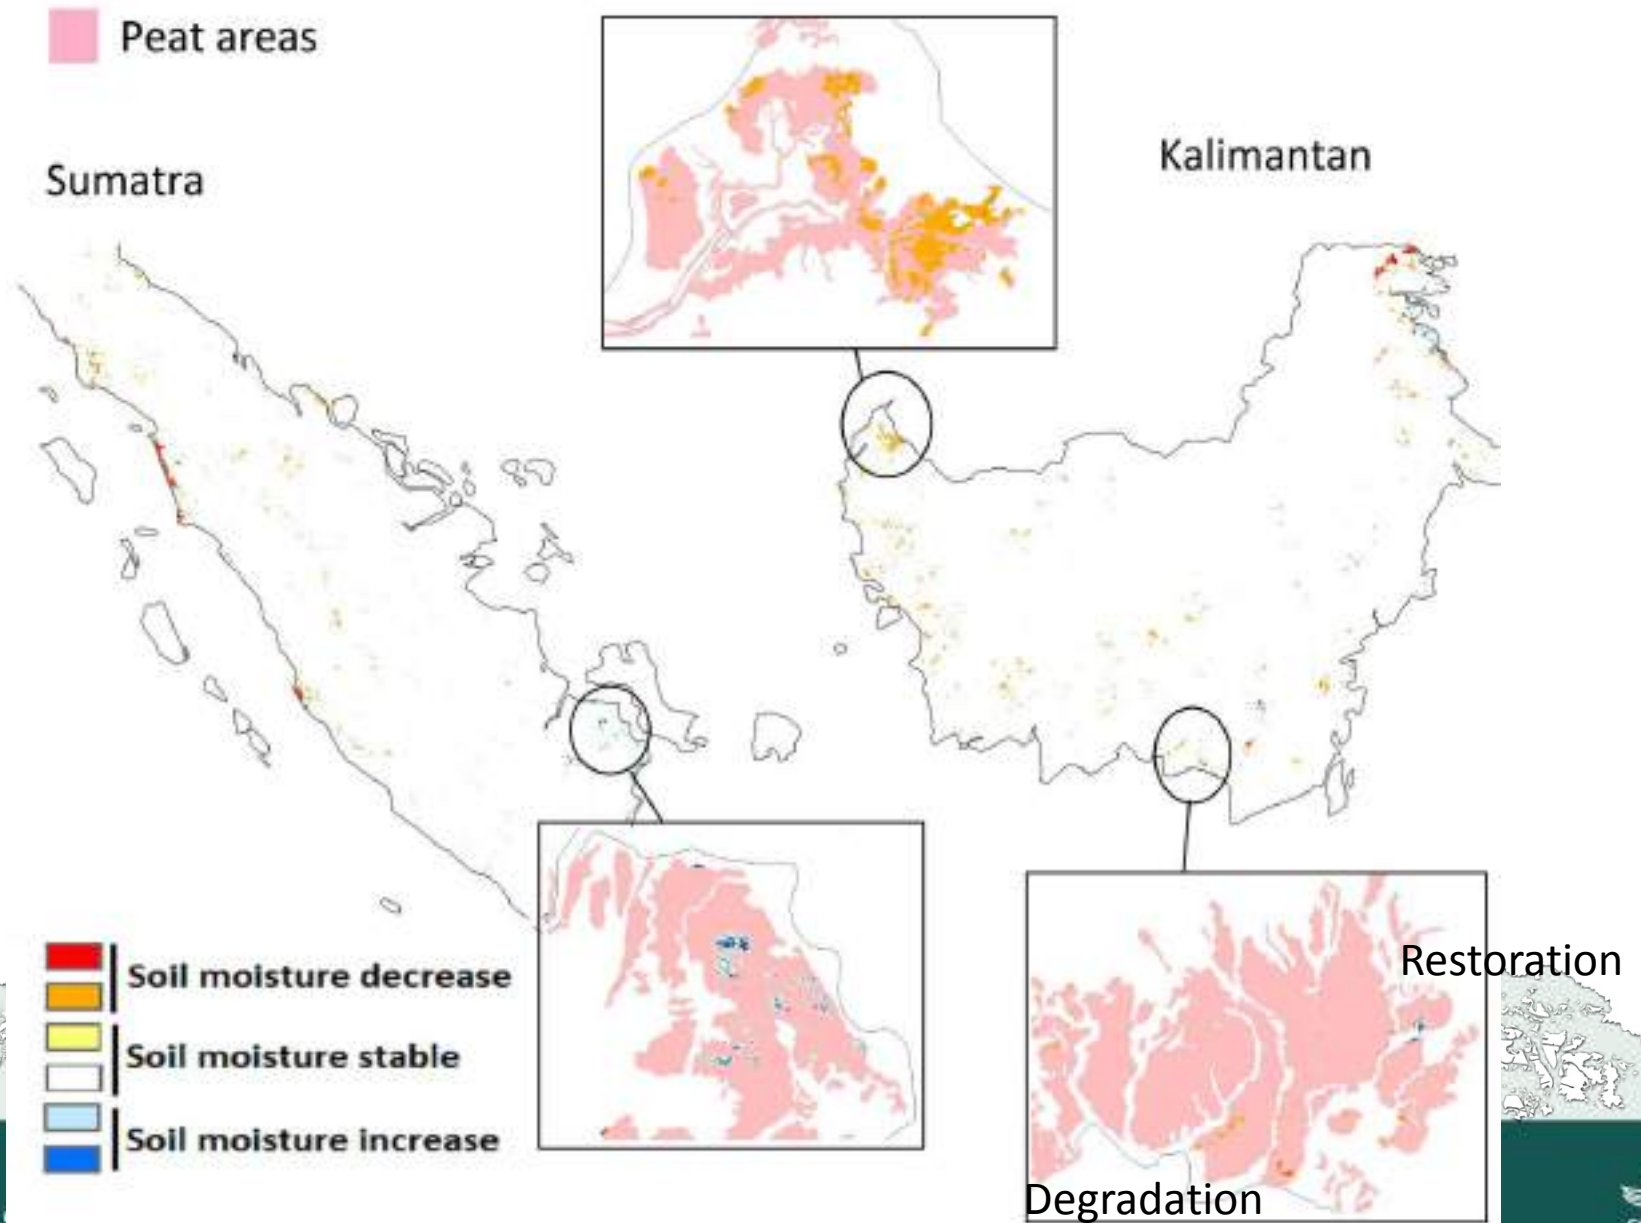 Peat areas
Sumatra
Kalimantan
Soil moisture decrease
Soil moisture stable
Soil moisture increase
Restoration
Degradation